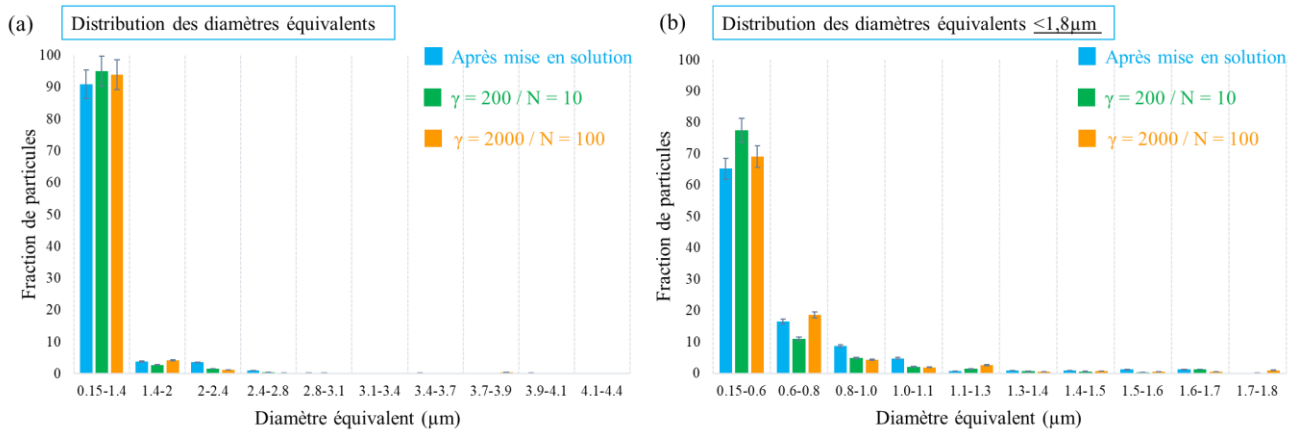 (a)
Distribution des diamètres équivalents
100
90
80
70
60
50
40
30
20
10
0
Fraction de particules
Après mise en solution
γ = 200 / N = 10
γ = 2000 / N = 100
0.15-1.4 1.4-2 2-2.4 2.4-2.8 2.8-3.1 3.1-3.4 3.4-3.7 3.7-3.9 3.9-4.1 4.1-4.4
Diamètre équivalent (µm)
(b)
Distribution des diamètres équivalents <1,8µm
100
90
80
70
60
50
40
30
20
10
0
Fraction de particules
Après mise en solution
γ = 200 / N = 10
γ = 2000 / N = 100
0.15-0.6 0.6-0.8 0.8-1.0 1.0-1.1 1.1-1.3 1.3-1.4 1.4-1.5 1.5-1.6 1.6-1.7 1.7-1.8
Diamètre équivalent (µm)